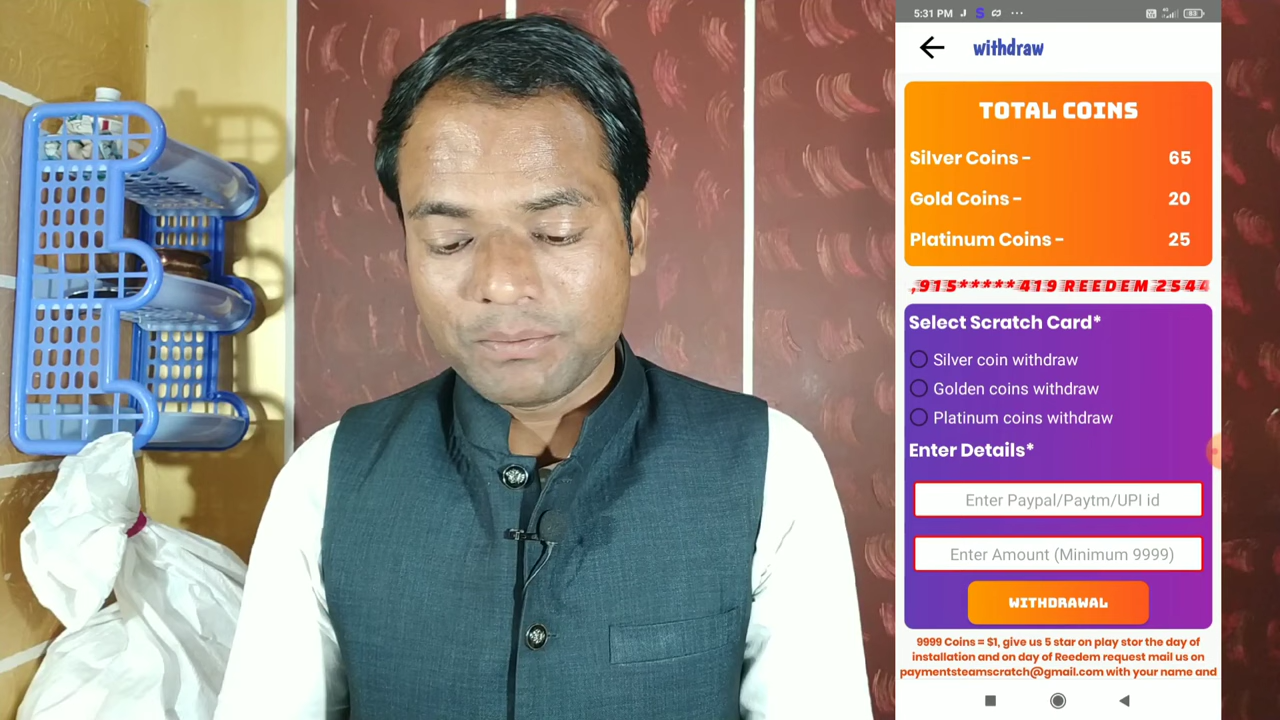 5:31 PM J S ...
83
withdraw
TOTAL COINS
Silver Coins - 65
Gold Coins - 20
Platinum Coins - 25
,915*****419 REEDEM 2544
Select Scratch Card*
Silver coin withdraw
Golden coins withdraw
Platinum coins withdraw
Enter Details*
Enter Paypal/Paytm/UPI id
Enter Amount (Minimum 9999)
WITHDRAWAL
9999 Coins = $1, give us 5 star on play stor the day of
installation and on day of Reedem request mail us on
paymentsteamscratch@gmail.com with your name and